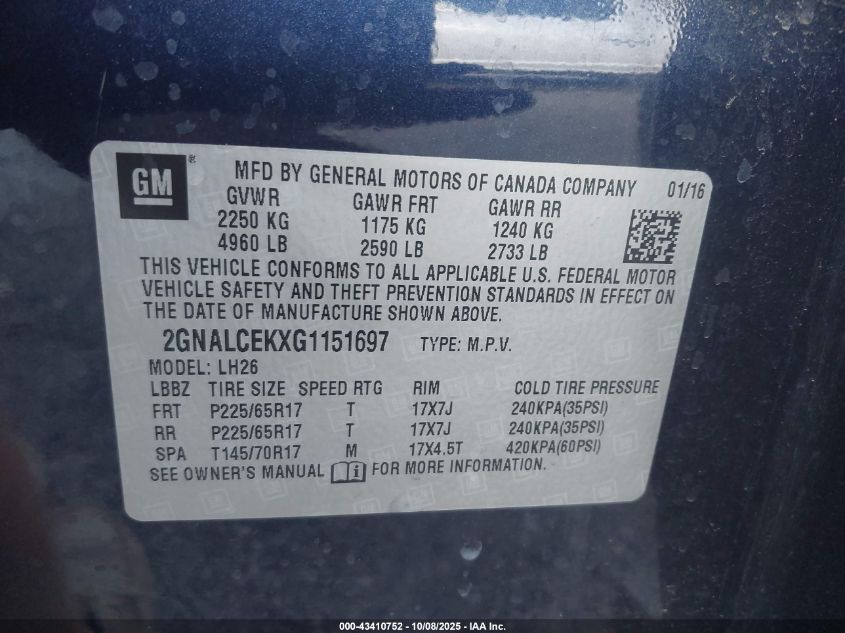 GM ® MFD BY GENERAL MOTORS OF CANADA COMPANY 01/16
GVWR GAWR FRT GAWR RR
2250 KG 1175 KG 1240 KG
4960 LB 2590 LB 2733 LB
THIS VEHICLE CONFORMS TO ALL APPLICABLE U.S. FEDERAL MOTOR
VEHICLE SAFETY AND THEFT PREVENTION STANDARDS IN EFFECT ON
THE DATE OF MANUFACTURE SHOWN ABOVE.
2GNALCEKXG1151697 TYPE: M.P.V.
MODEL: LH26
LBBZ TIRE SIZE SPEED RTG RIM COLD TIRE PRESSURE
FRT P225/65R17 T 17X7J 240KPA(35PSI)
RR P225/65R17 T 17X7J 240KPA(35PSI)
SPA T145/70R17 M 17X4.5T 420KPA(60PSI)
SEE OWNER'S MANUAL i FOR MORE INFORMATION.
000-43410752 - 10/08/2025 - IAA Inc.